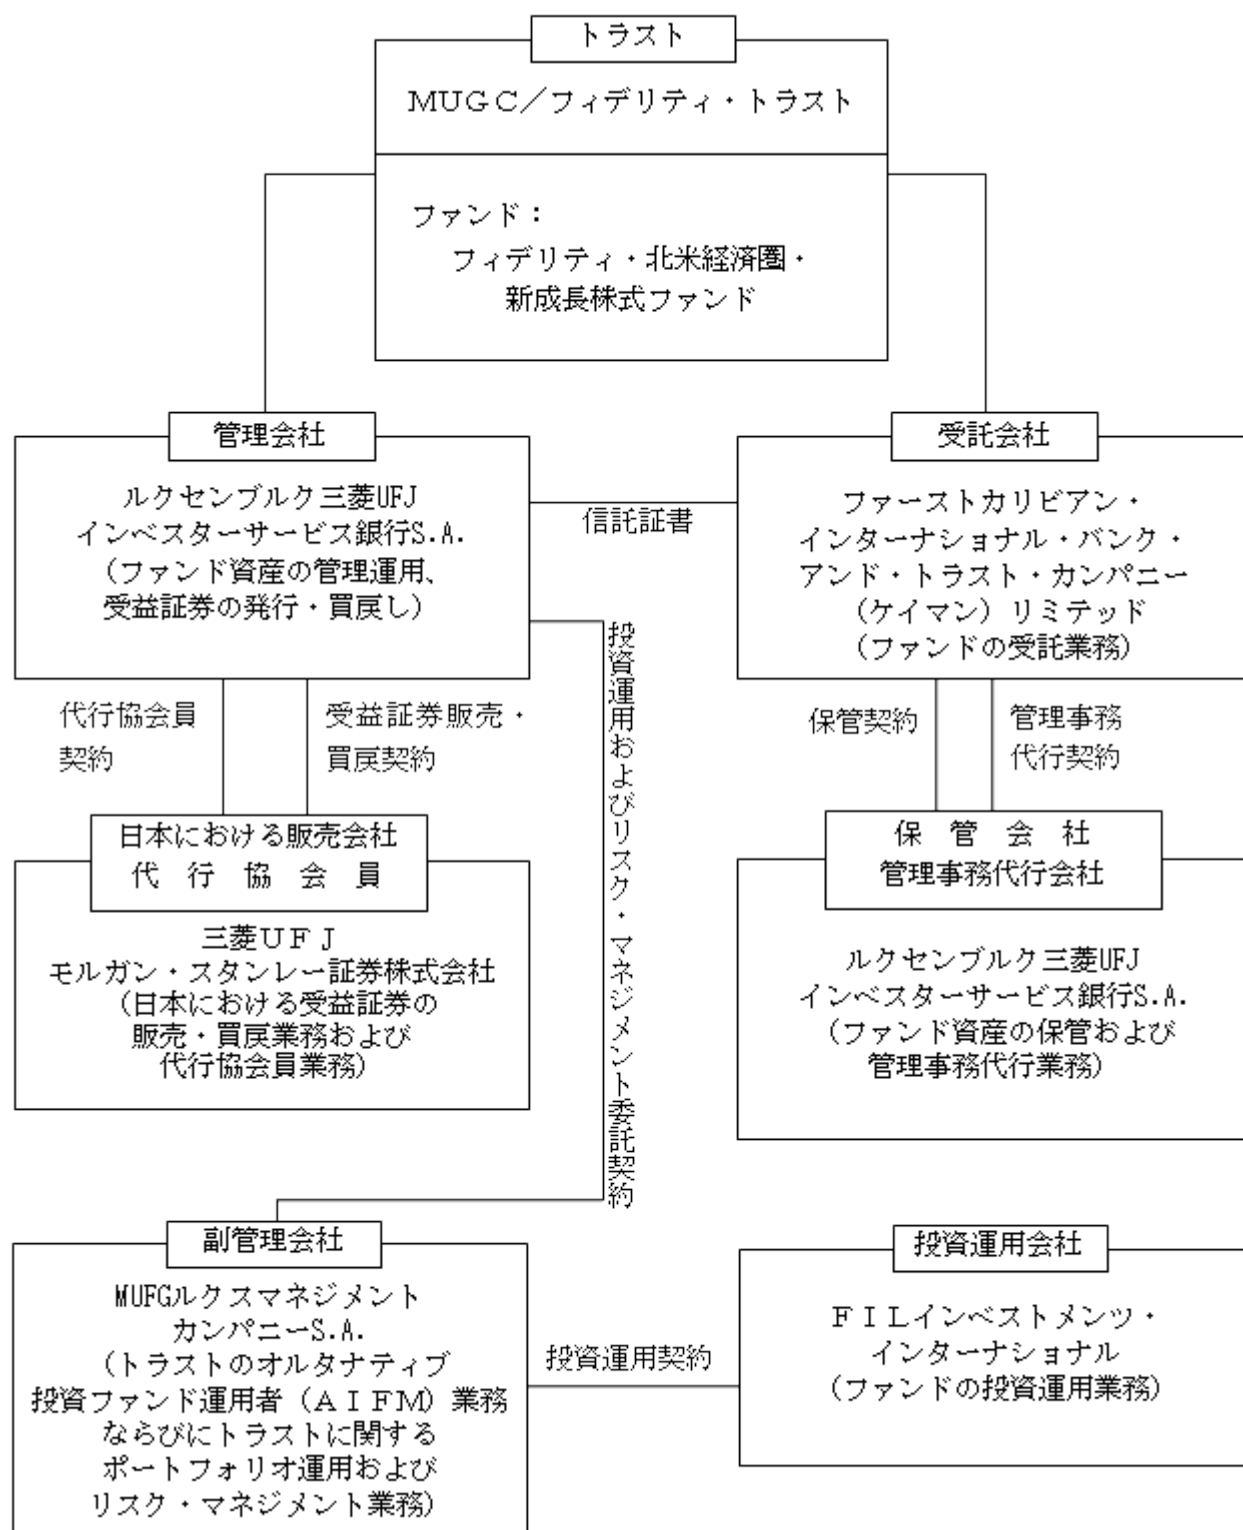 トラスト
MUGC／フィデリティ・トラスト
ファンド：
フィデリティ・北米経済圏・
新成長株式ファンド
管理会社
ルクセンブルク三菱UFJ
インベスターサービス銀行S.A.
（ファンド資産の管理運用、
受益証券の発行・買戻し）
信託証書
受託会社
ファーストカリビアン・
インターナショナル・バンク・
アンド・トラスト・カンパニー
（ケイマン）リミテッド
（ファンドの受託業務）
代行協会員
契約
受益証券販売・
買戻契約
投資運用およびリスク・マネジメント委託契約
保管契約
管理事務
代行契約
日本における販売会社
代行協会員
三菱ＵＦＪ
モルガン・スタンレー証券株式会社
（日本における受益証券の
販売・買戻業務および
代行協会員業務）
保管会社
管理事務代行会社
ルクセンブルク三菱UFJ
インベスターサービス銀行S.A.
（ファンド資産の保管および
管理事務代行業務）
副管理会社
MUFGルクスマネジメント
カンパニーS.A.
（トラストのオルタナティブ
投資ファンド運用者（ＡＩＦＭ）業務
ならびにトラストに関する
ポートフォリオ運用および
リスク・マネジメント業務）
投資運用契約
投資運用会社
ＦＩＬインベストメンツ・
インターナショナル
（ファンドの投資運用業務）